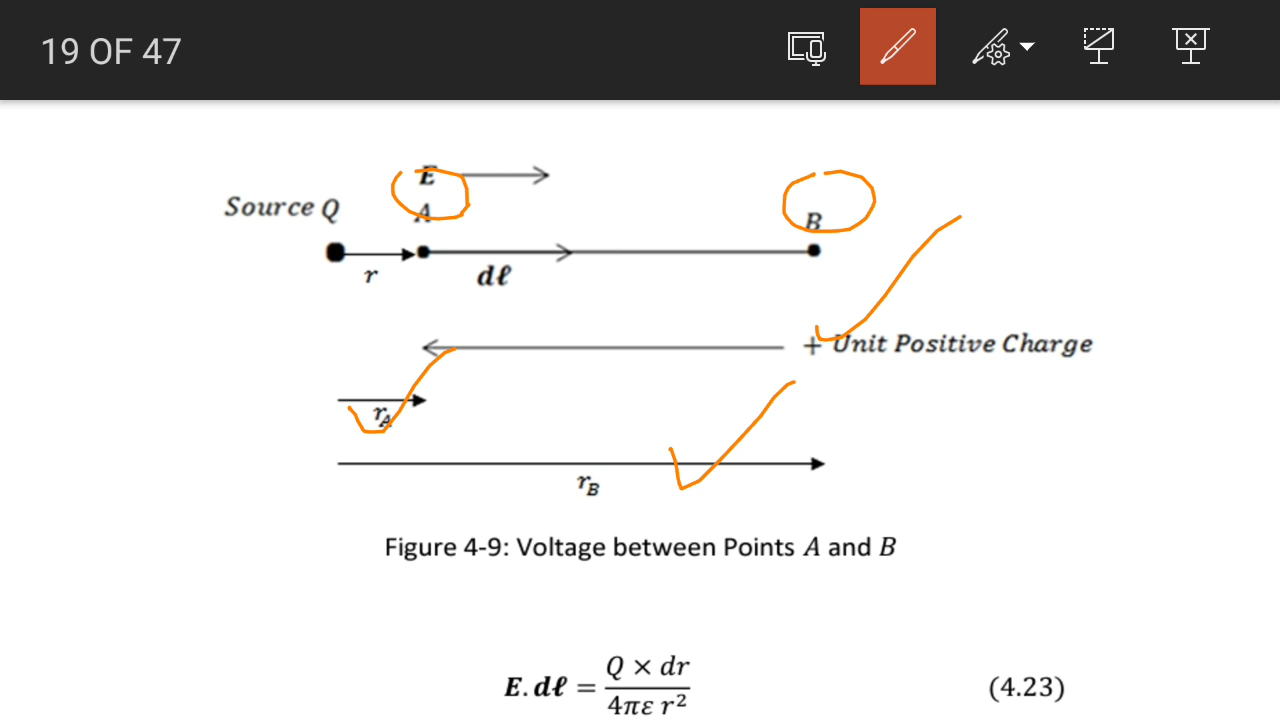 19 OF 47
E
Source Q
A
B
r
dℓ
+ Unit Positive Charge
r_A
r_B
Figure 4-9: Voltage between Points A and B
E.dℓ = Q × dr / 4πε r² (4.23)